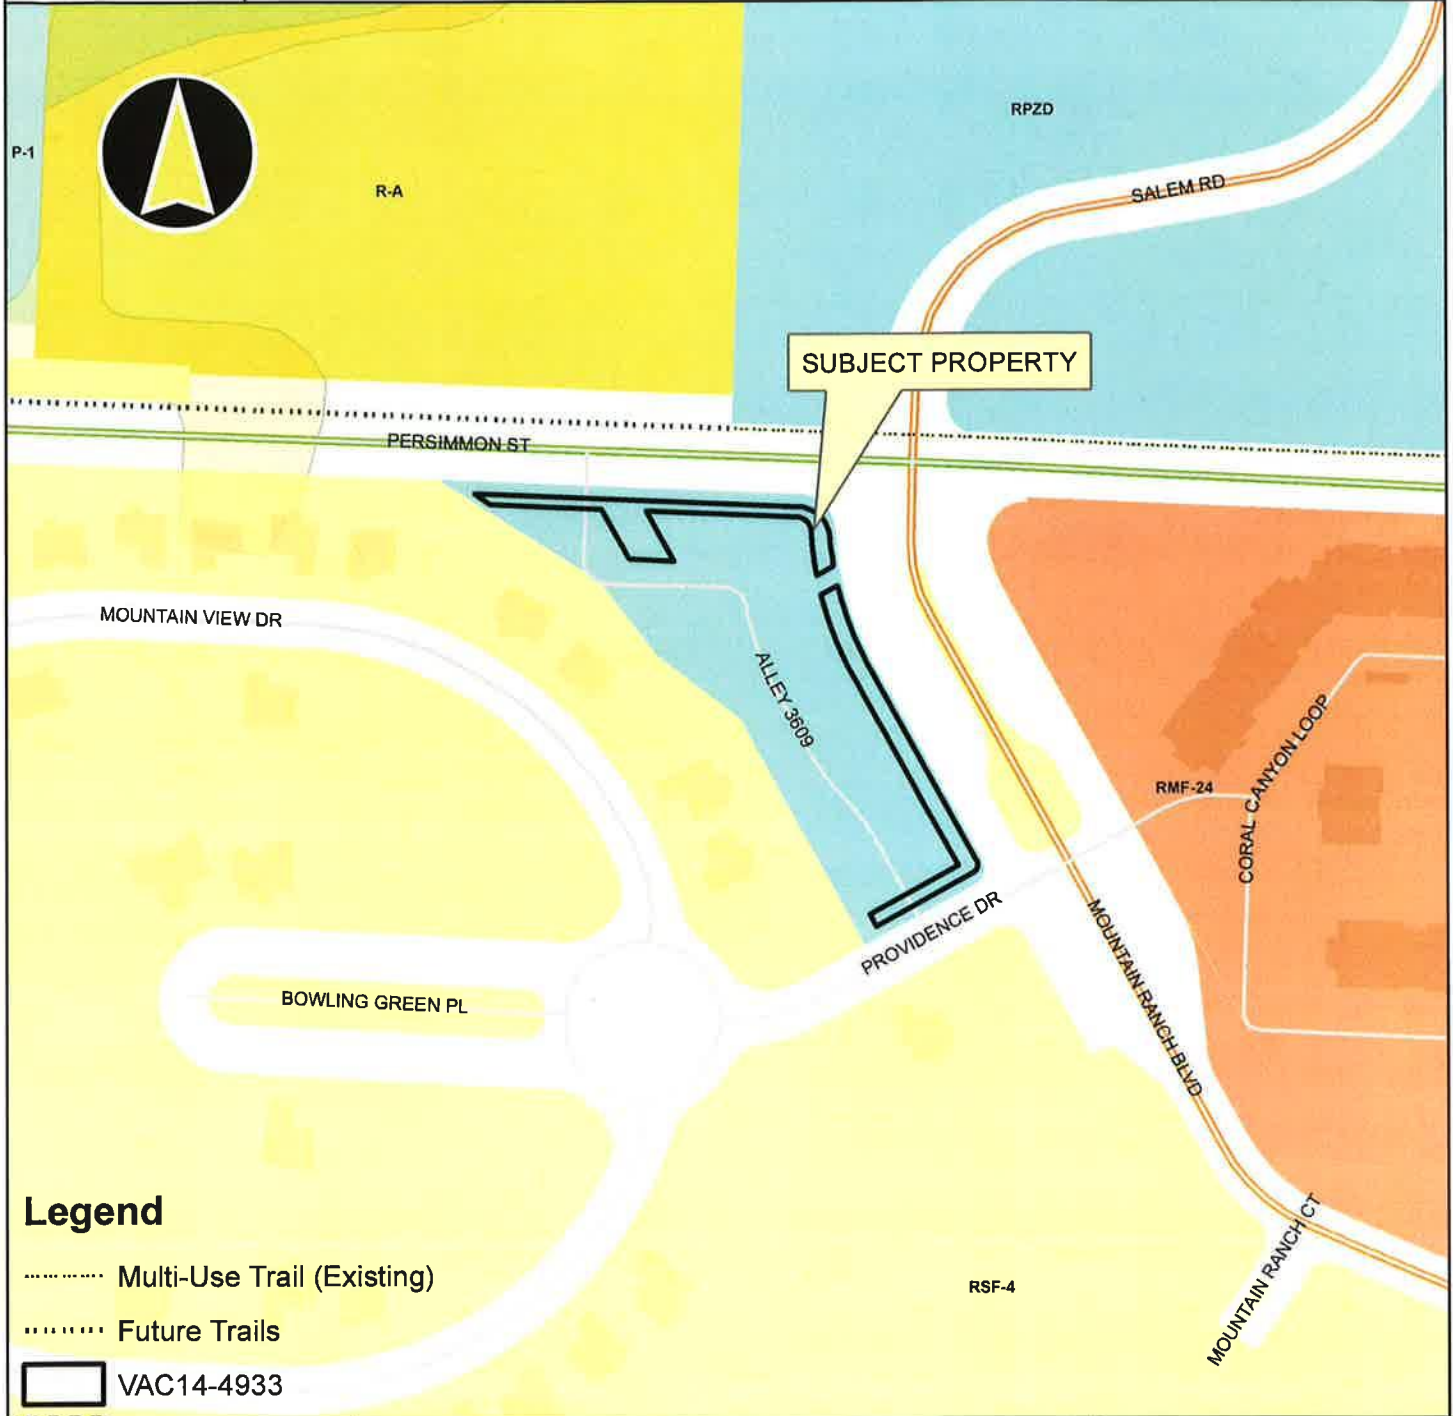 RPZD
P-1
R-A
SALEM RD
SUBJECT PROPERTY
PERSIMMON ST
MOUNTAIN VIEW DR
ALLEY 3609
RMF-24
CORAL CANYON LOOP
PROVIDENCE DR
MOUNTAIN RANCH BLVD
BOWLING GREEN PL
Legend
Multi-Use Trail (Existing)
Future Trails
VAC14-4933
RSF-4
MOUNTAIN RANCH CT